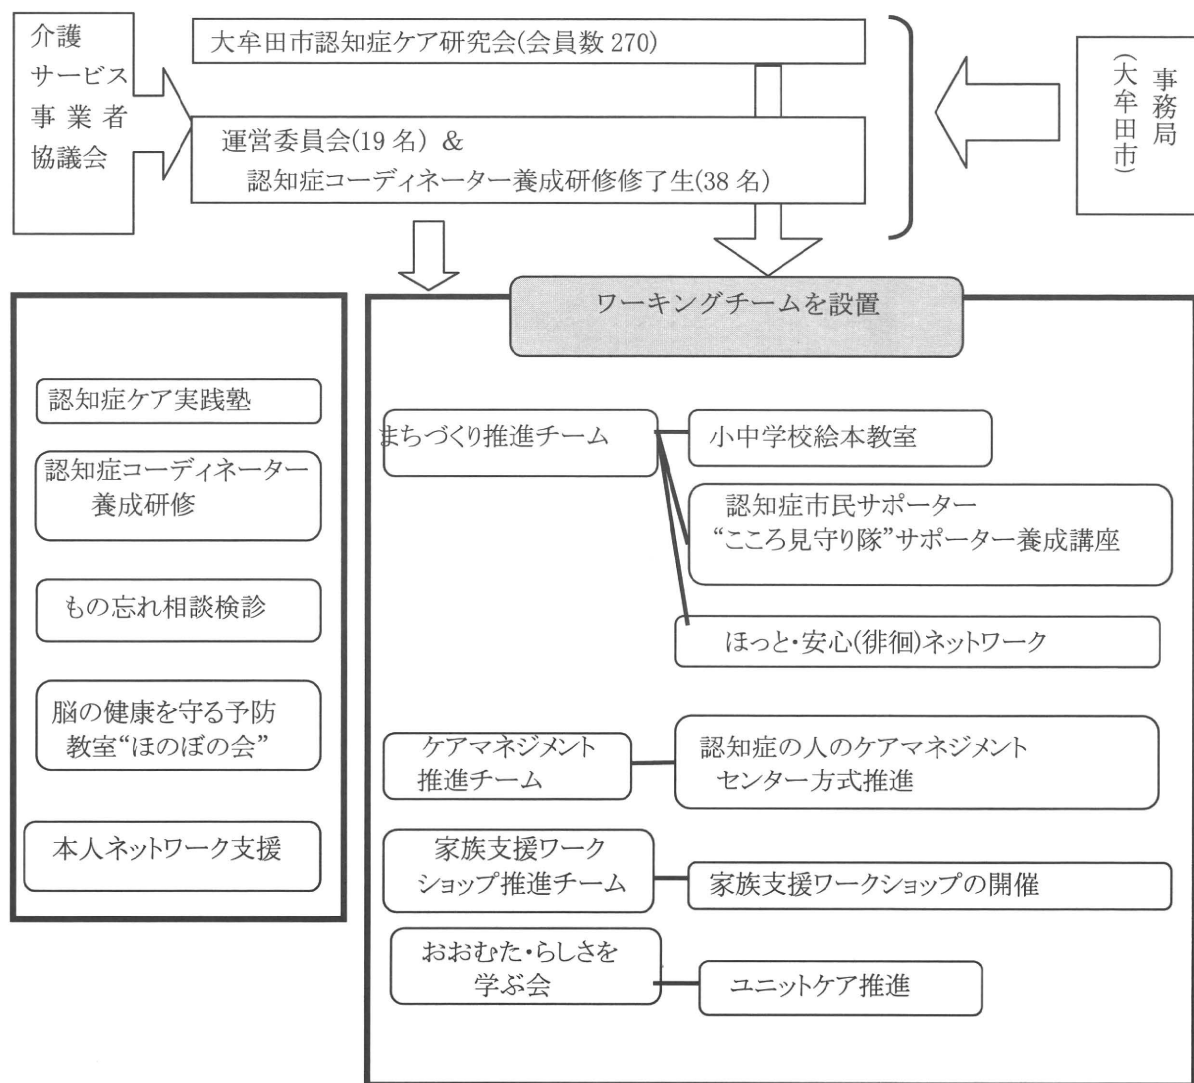 介護
サービス
事業者
協議会
大牟田市認知症ケア研究会(会員数 270)
運営委員会(19 名) &
認知症コーディネーター養成研修修了生(38 名)
事務局
(大牟田市)
ワーキングチームを設置
認知症ケア実践塾
認知症コーディネーター
養成研修
もの忘れ相談検診
脳の健康を守る予防
教室“ほのぼの会”
本人ネットワーク支援
まちづくり推進チーム
小中学校絵本教室
認知症市民サポーター
“こころ見守り隊”サポーター養成講座
ほっと・安心(徘徊)ネットワーク
ケアマネジメント
推進チーム
認知症の人のケアマネジメント
センター方式推進
家族支援ワーク
ショップ推進チーム
家族支援ワークショップの開催
おおむた・らしさを
学ぶ会
ユニットケア推進